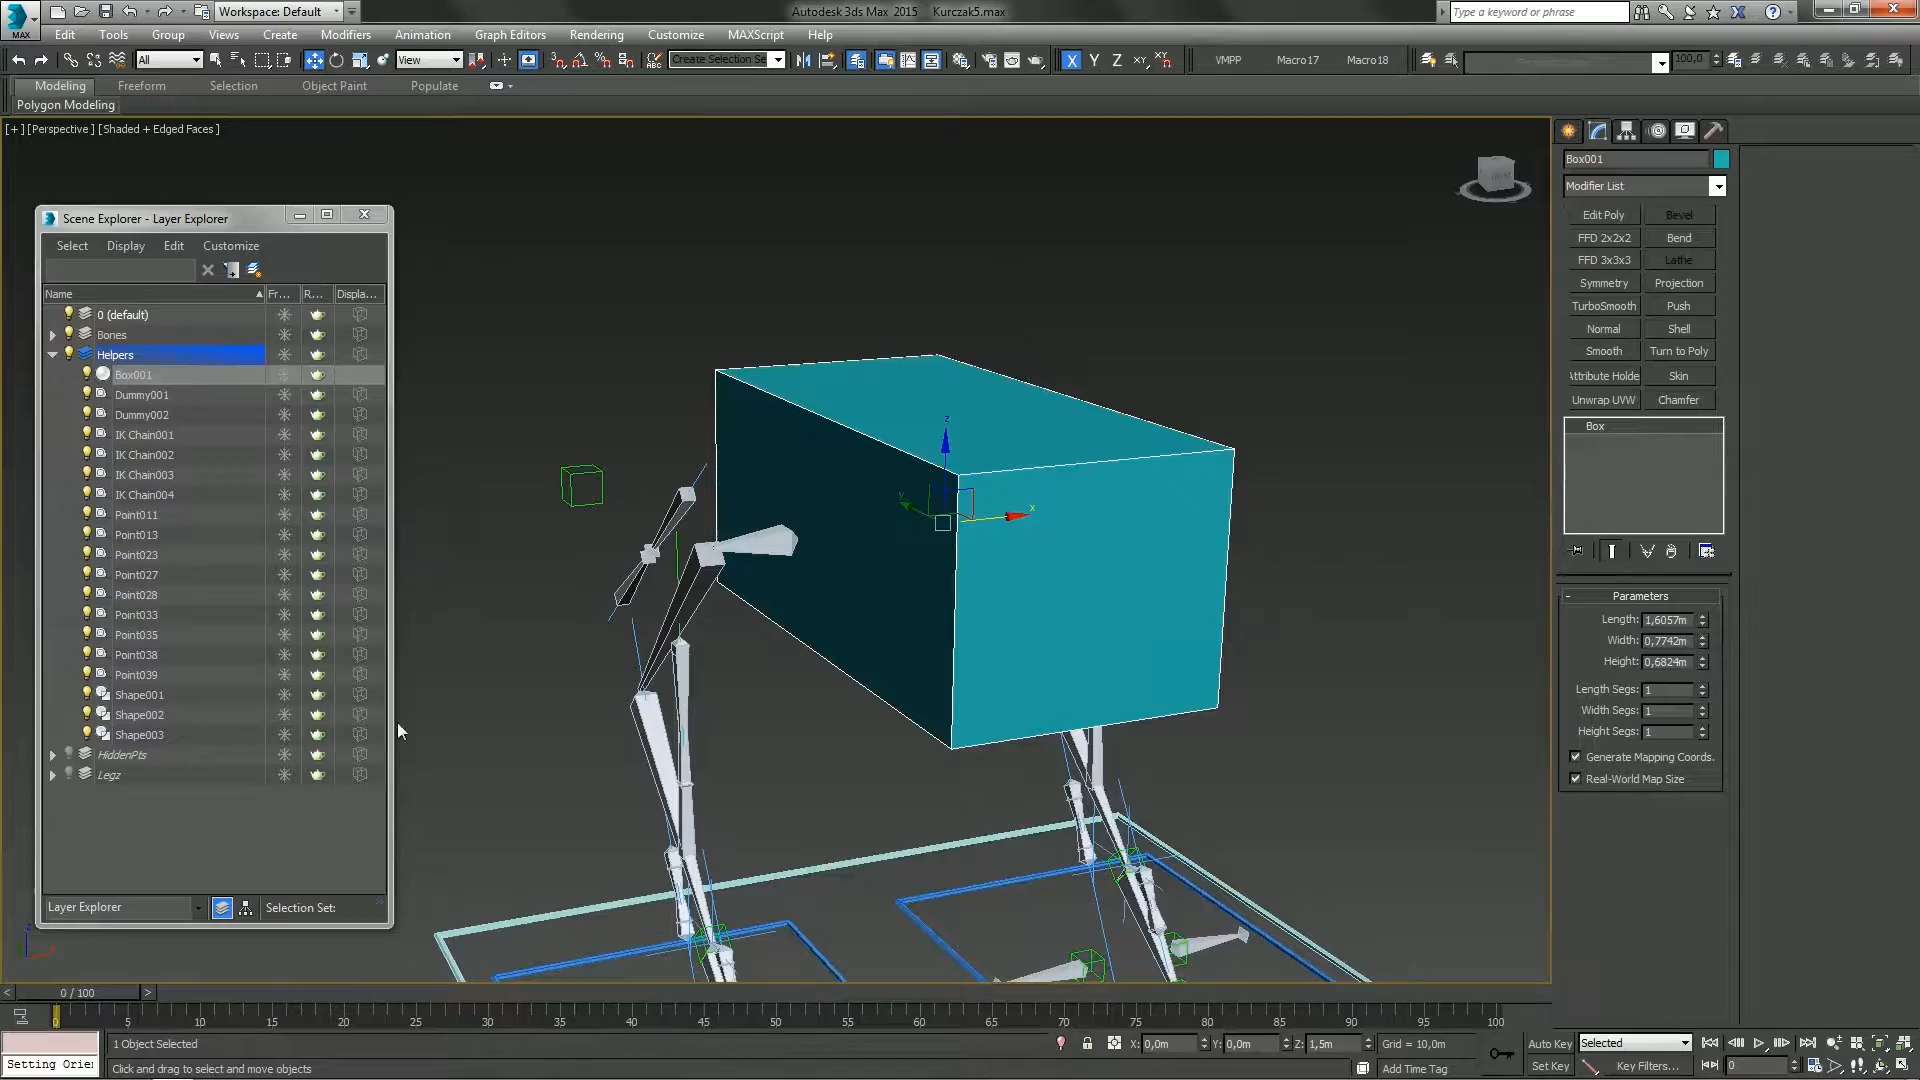 Workspace: Default
Autodesk 3ds Max 2015 Kurczak5.max
Type a keyword or phrase
MAX
Edit Tools Group Views Create Modifiers Animation Graph Editors Rendering Customize MAXScript Help
All
View
Create Selection Se
X Y Z XY
VMPP Macro17 Macro18
100,0
Modeling Freeform Selection Object Paint Populate
Polygon Modeling
[+] [Perspective] [Shaded + Edged Faces]
Scene Explorer - Layer Explorer
Select Display Edit Customize
Name Fr... R... Displa...
0 (default)
Bones
Helpers
Box001
Dummy001
Dummy002
IK Chain001
IK Chain002
IK Chain003
IK Chain004
Point011
Point013
Point023
Point027
Point028
Point033
Point035
Point038
Point039
Shape001
Shape002
Shape003
HiddenPts
Legz
Layer Explorer
Selection Set:
z
y
x
Box001
Modifier List
Edit Poly Bevel
FFD 2x2x2 Bend
FFD 3x3x3 Lathe
Symmetry Projection
TurboSmooth Push
Normal Shell
Smooth Turn to Poly
Attribute Holde Skin
Unwrap UVW Chamfer
Box
- Parameters
Length: 1,6057m
Width: 0,7742m
Height: 0,6824m
Length Segs: 1
Width Segs: 1
Height Segs: 1
Generate Mapping Coords.
Real-World Map Size
< 0 / 100 >
0 5 10 15 20 25 30 35 40 45 50 55 60 65 70 75 80 85 90 95 100
1 Object Selected
X: 0,0m Y: 0,0m Z: 1,5m Grid = 10,0m
Auto Key Selected
Setting Orie
Click and drag to select and move objects
Add Time Tag
Set Key Key Filters... 0